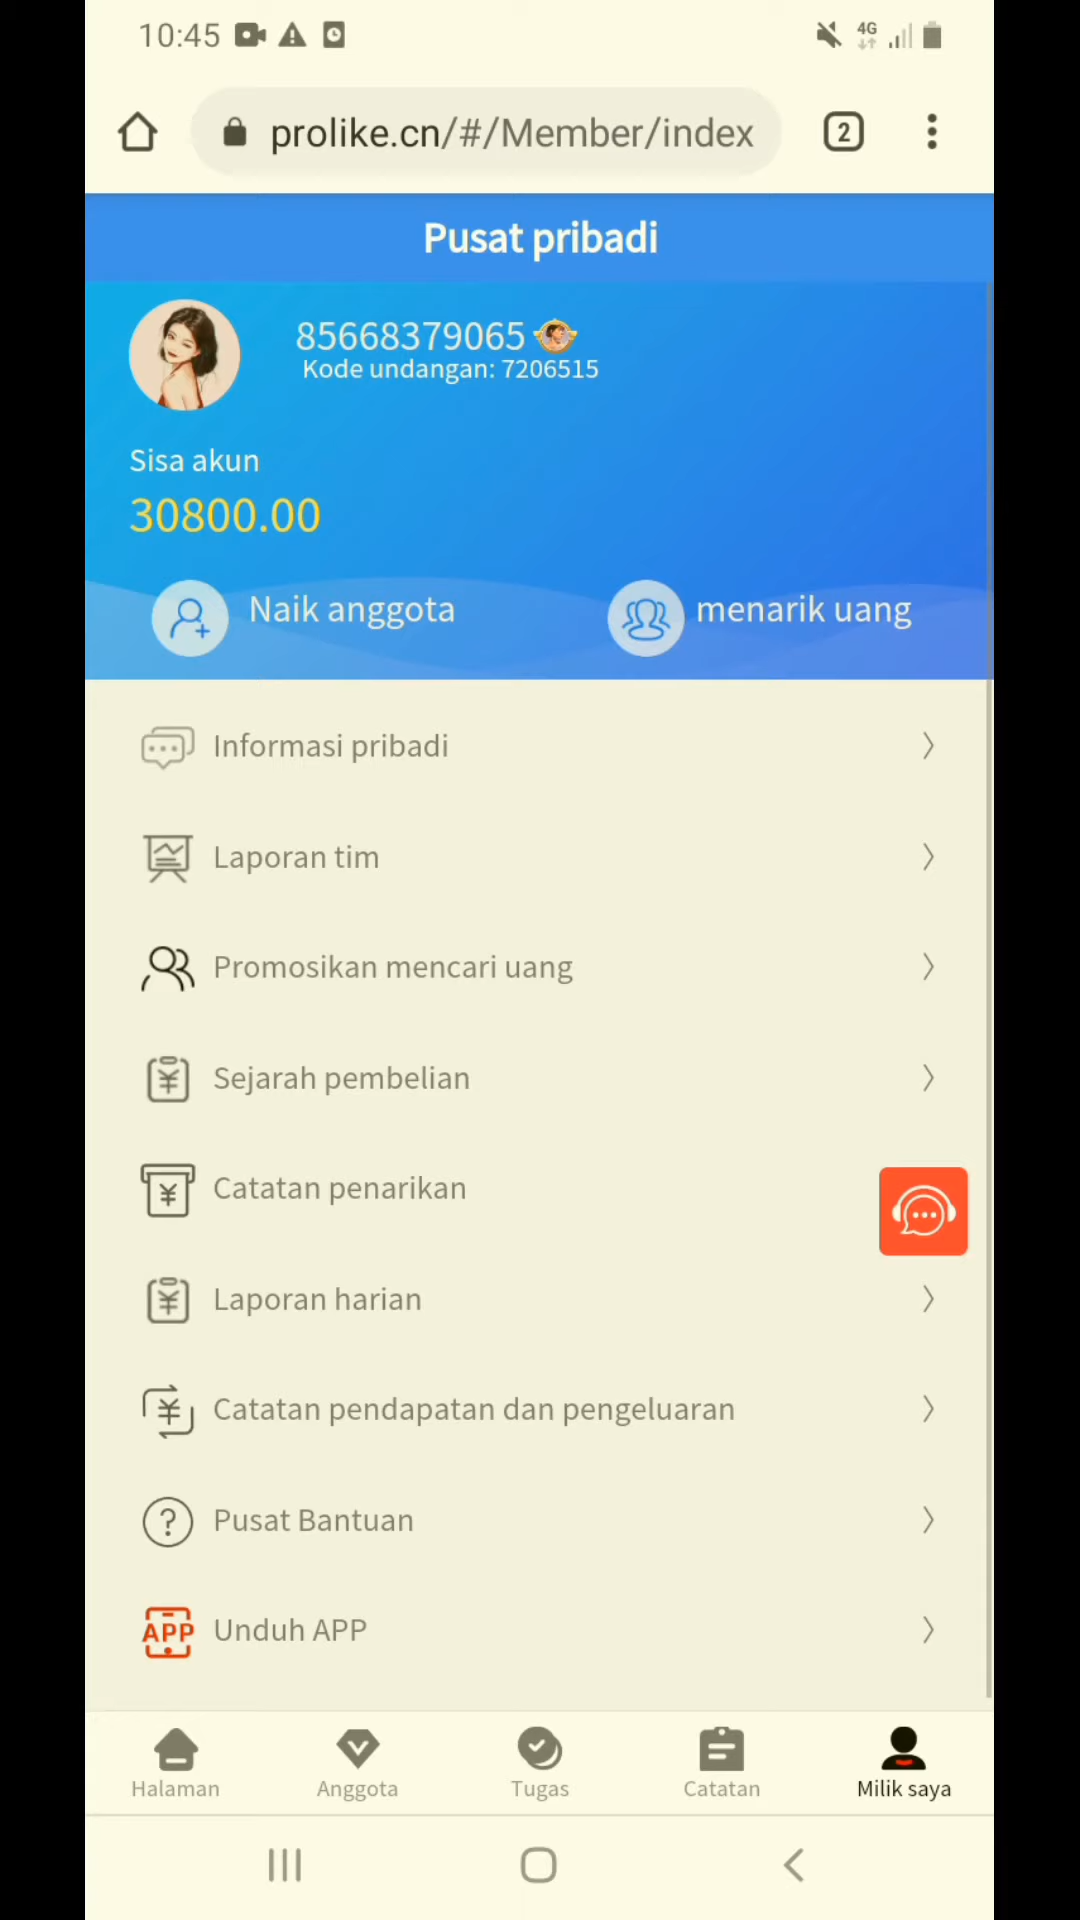 10:45
4G
prolike.cn/#/Member/index
2
Pusat pribadi
85668379065
Kode undangan: 7206515
Sisa akun
30800.00
Naik anggota
menarik uang
Informasi pribadi
Laporan tim
Promosikan mencari uang
Sejarah pembelian
Catatan penarikan
Laporan harian
Catatan pendapatan dan pengeluaran
Pusat Bantuan
APP Unduh APP
Halaman
Anggota
Tugas
Catatan
Milik saya